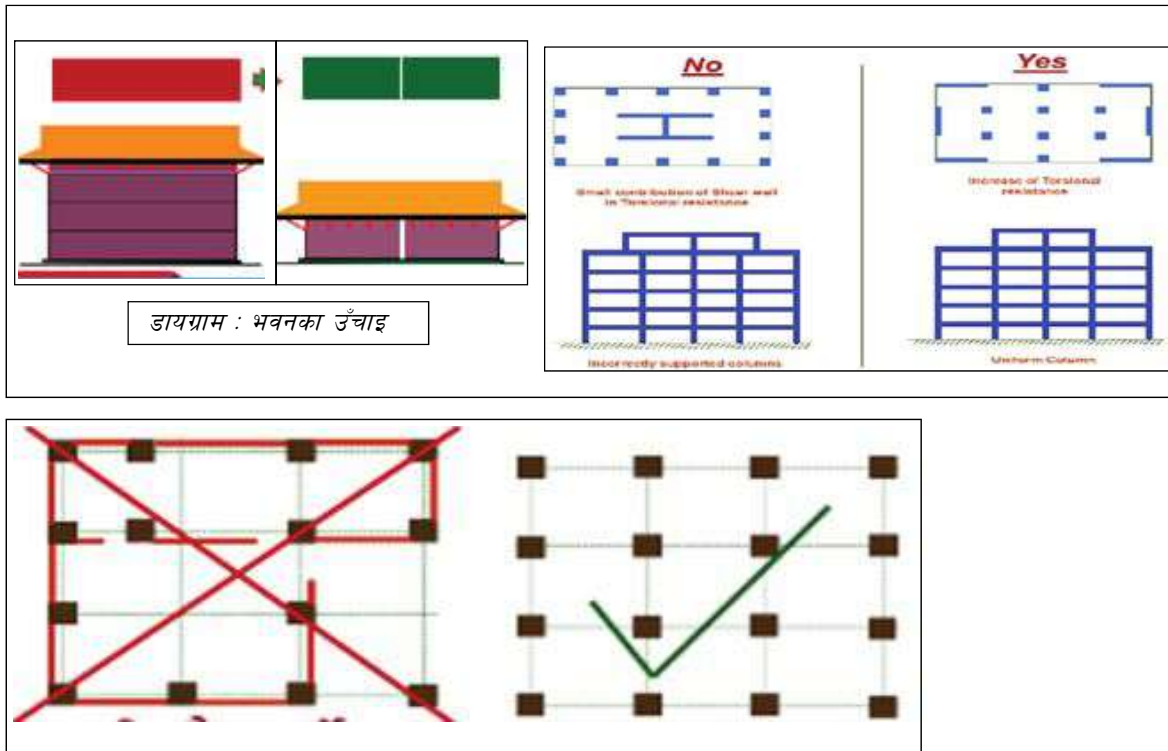 No
Yes
Small contribution of Shear wall
in Torsional resistance
Increase of Torsional
resistance
डायग्राम : भवनका उँचाइ
Incorrectly supported columns
Uniform Column